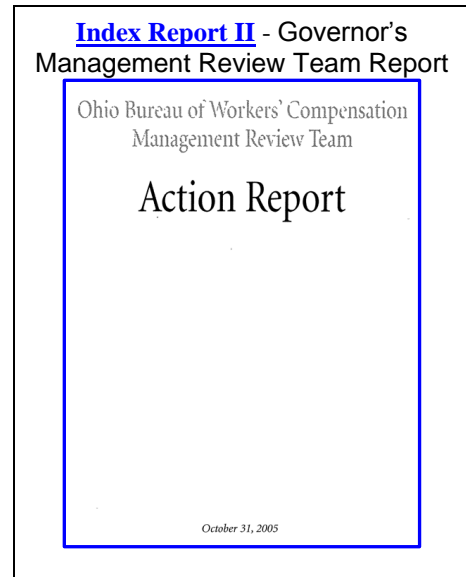 Index Report II - Governor's
Management Review Team Report
Ohio Bureau of Workers' Compensation
Management Review Team
Action Report
October 31, 2005